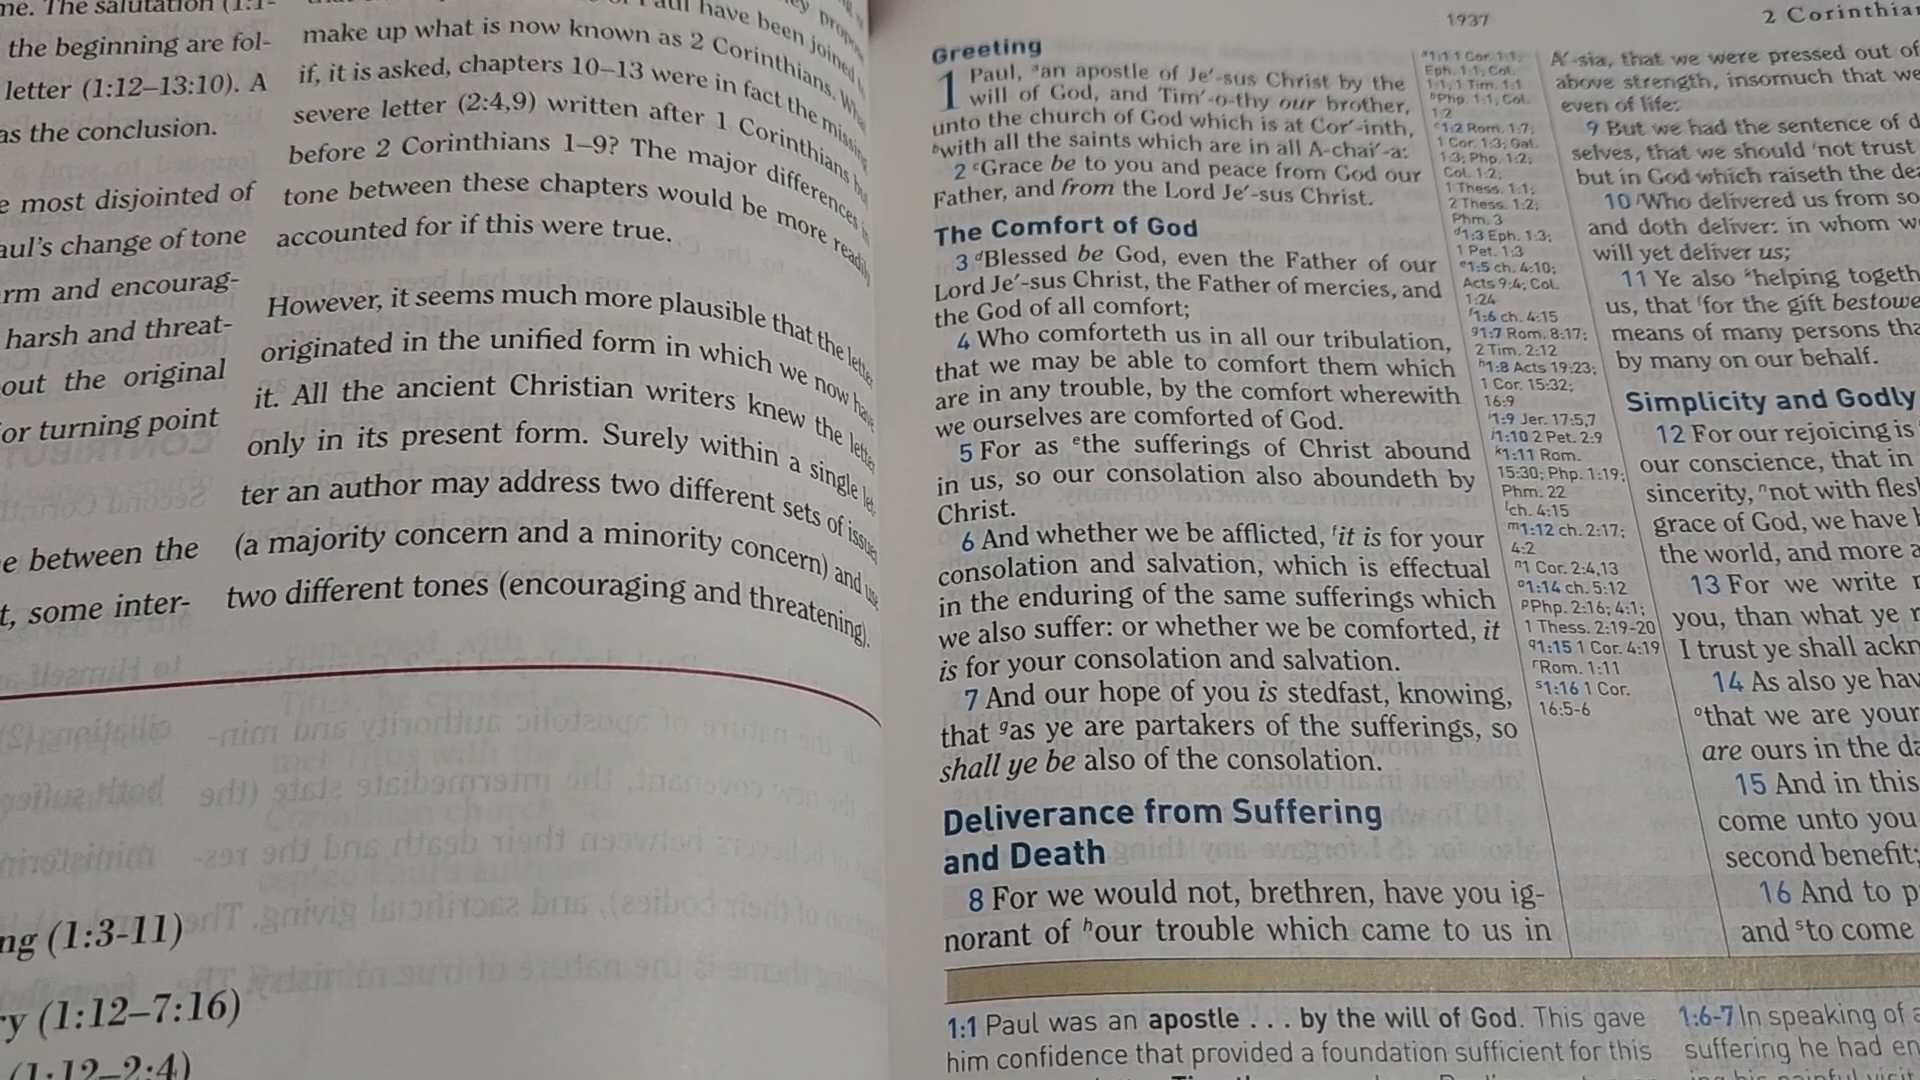 me. The salutation (1:1-
the beginning are fol-
letter (1:12–13:10). A
as the conclusion.
e most disjointed of
aul's change of tone
rm and encourag-
harsh and threat-
out the original
or turning point
e between the
t, some inter-
ng (1:3-11)
ry (1:12–7:16)
(1:12–2:4)
have been joined
make up what is now known as 2 Corinthians.
if, it is asked, chapters 10–13 were in fact the missing
severe letter (2:4,9) written after 1 Corinthians but
before 2 Corinthians 1–9? The major differences in
tone between these chapters would be more readily
accounted for if this were true.
However, it seems much more plausible that the letter
originated in the unified form in which we now have
it. All the ancient Christian writers knew the letter
only in its present form. Surely within a single let-
ter an author may address two different sets of issues
(a majority concern and a minority concern) and use
two different tones (encouraging and threatening).
1937
2 Corinthian
Greeting
1 Paul, ᵃan apostle of Je′-sus Christ by the
will of God, and Tim′-o-thy our brother,
unto the church of God which is at Cor′-inth,
ᵇwith all the saints which are in all A-chai′-a:
2 ᶜGrace be to you and peace from God our
Father, and from the Lord Je′-sus Christ.
The Comfort of God
3 ᵈBlessed be God, even the Father of our
Lord Je′-sus Christ, the Father of mercies, and
the God of all comfort;
4 Who comforteth us in all our tribulation,
that we may be able to comfort them which
are in any trouble, by the comfort wherewith
we ourselves are comforted of God.
5 For as ᵉthe sufferings of Christ abound
in us, so our consolation also aboundeth by
Christ.
6 And whether we be afflicted, ᶠit is for your
consolation and salvation, which is effectual
in the enduring of the same sufferings which
we also suffer: or whether we be comforted, it
is for your consolation and salvation.
7 And our hope of you is stedfast, knowing,
that ᵍas ye are partakers of the sufferings, so
shall ye be also of the consolation.
Deliverance from Suffering
and Death
8 For we would not, brethren, have you ig-
norant of ʰour trouble which came to us in
ᵃ1:1 1 Cor. 1:1;
Eph. 1:1; Col.
1:1; 1 Tim. 1:1
ᵇPhp. 1:1; Col.
1:2
ᶜ1:2 Rom. 1:7;
1 Cor. 1:3; Gal.
1:3; Php. 1:2;
Col. 1:2;
1 Thess. 1:1;
2 Thess. 1:2;
Phm. 3
ᵈ1:3 Eph. 1:3;
1 Pet. 1:3
ᵉ1:5 ch. 4:10;
Acts 9:4; Col.
1:24
ᶠ1:6 ch. 4:15
ᵍ1:7 Rom. 8:17;
2 Tim. 2:12
ʰ1:8 Acts 19:23;
1 Cor. 15:32;
16:9
ⁱ1:9 Jer. 17:5,7
ʲ1:10 2 Pet. 2:9
ᵏ1:11 Rom.
15:30; Php. 1:19;
Phm. 22
ˡch. 4:15
ᵐ1:12 ch. 2:17;
4:2
ⁿ1 Cor. 2:4,13
ᵒ1:14 ch. 5:12
ᵖPhp. 2:16; 4:1;
1 Thess. 2:19-20
q1:15 1 Cor. 4:19
ʳRom. 1:11
ˢ1:16 1 Cor.
16:5-6
A′-sia, that we were pressed out of
above strength, insomuch that we
even of life:
9 But we had the sentence of d
selves, that we should ⁱnot trust
but in God which raiseth the dea
10 ʲWho delivered us from so
and doth deliver: in whom w
will yet deliver us;
11 Ye also ᵏhelping togeth
us, that ˡfor the gift bestowe
means of many persons tha
by many on our behalf.
Simplicity and Godly
12 For our rejoicing is
our conscience, that in
sincerity, ⁿnot with flesh
grace of God, we have
the world, and more a
13 For we write
you, than what ye r
I trust ye shall ackn
14 As also ye hav
ᵒthat we are your
are ours in the da
15 And in this
come unto you
second benefit;
16 And to p
and ˢto come
1:1 Paul was an apostle . . . by the will of God. This gave
him confidence that provided a foundation sufficient for this
1:6-7 In speaking of a
suffering he had en